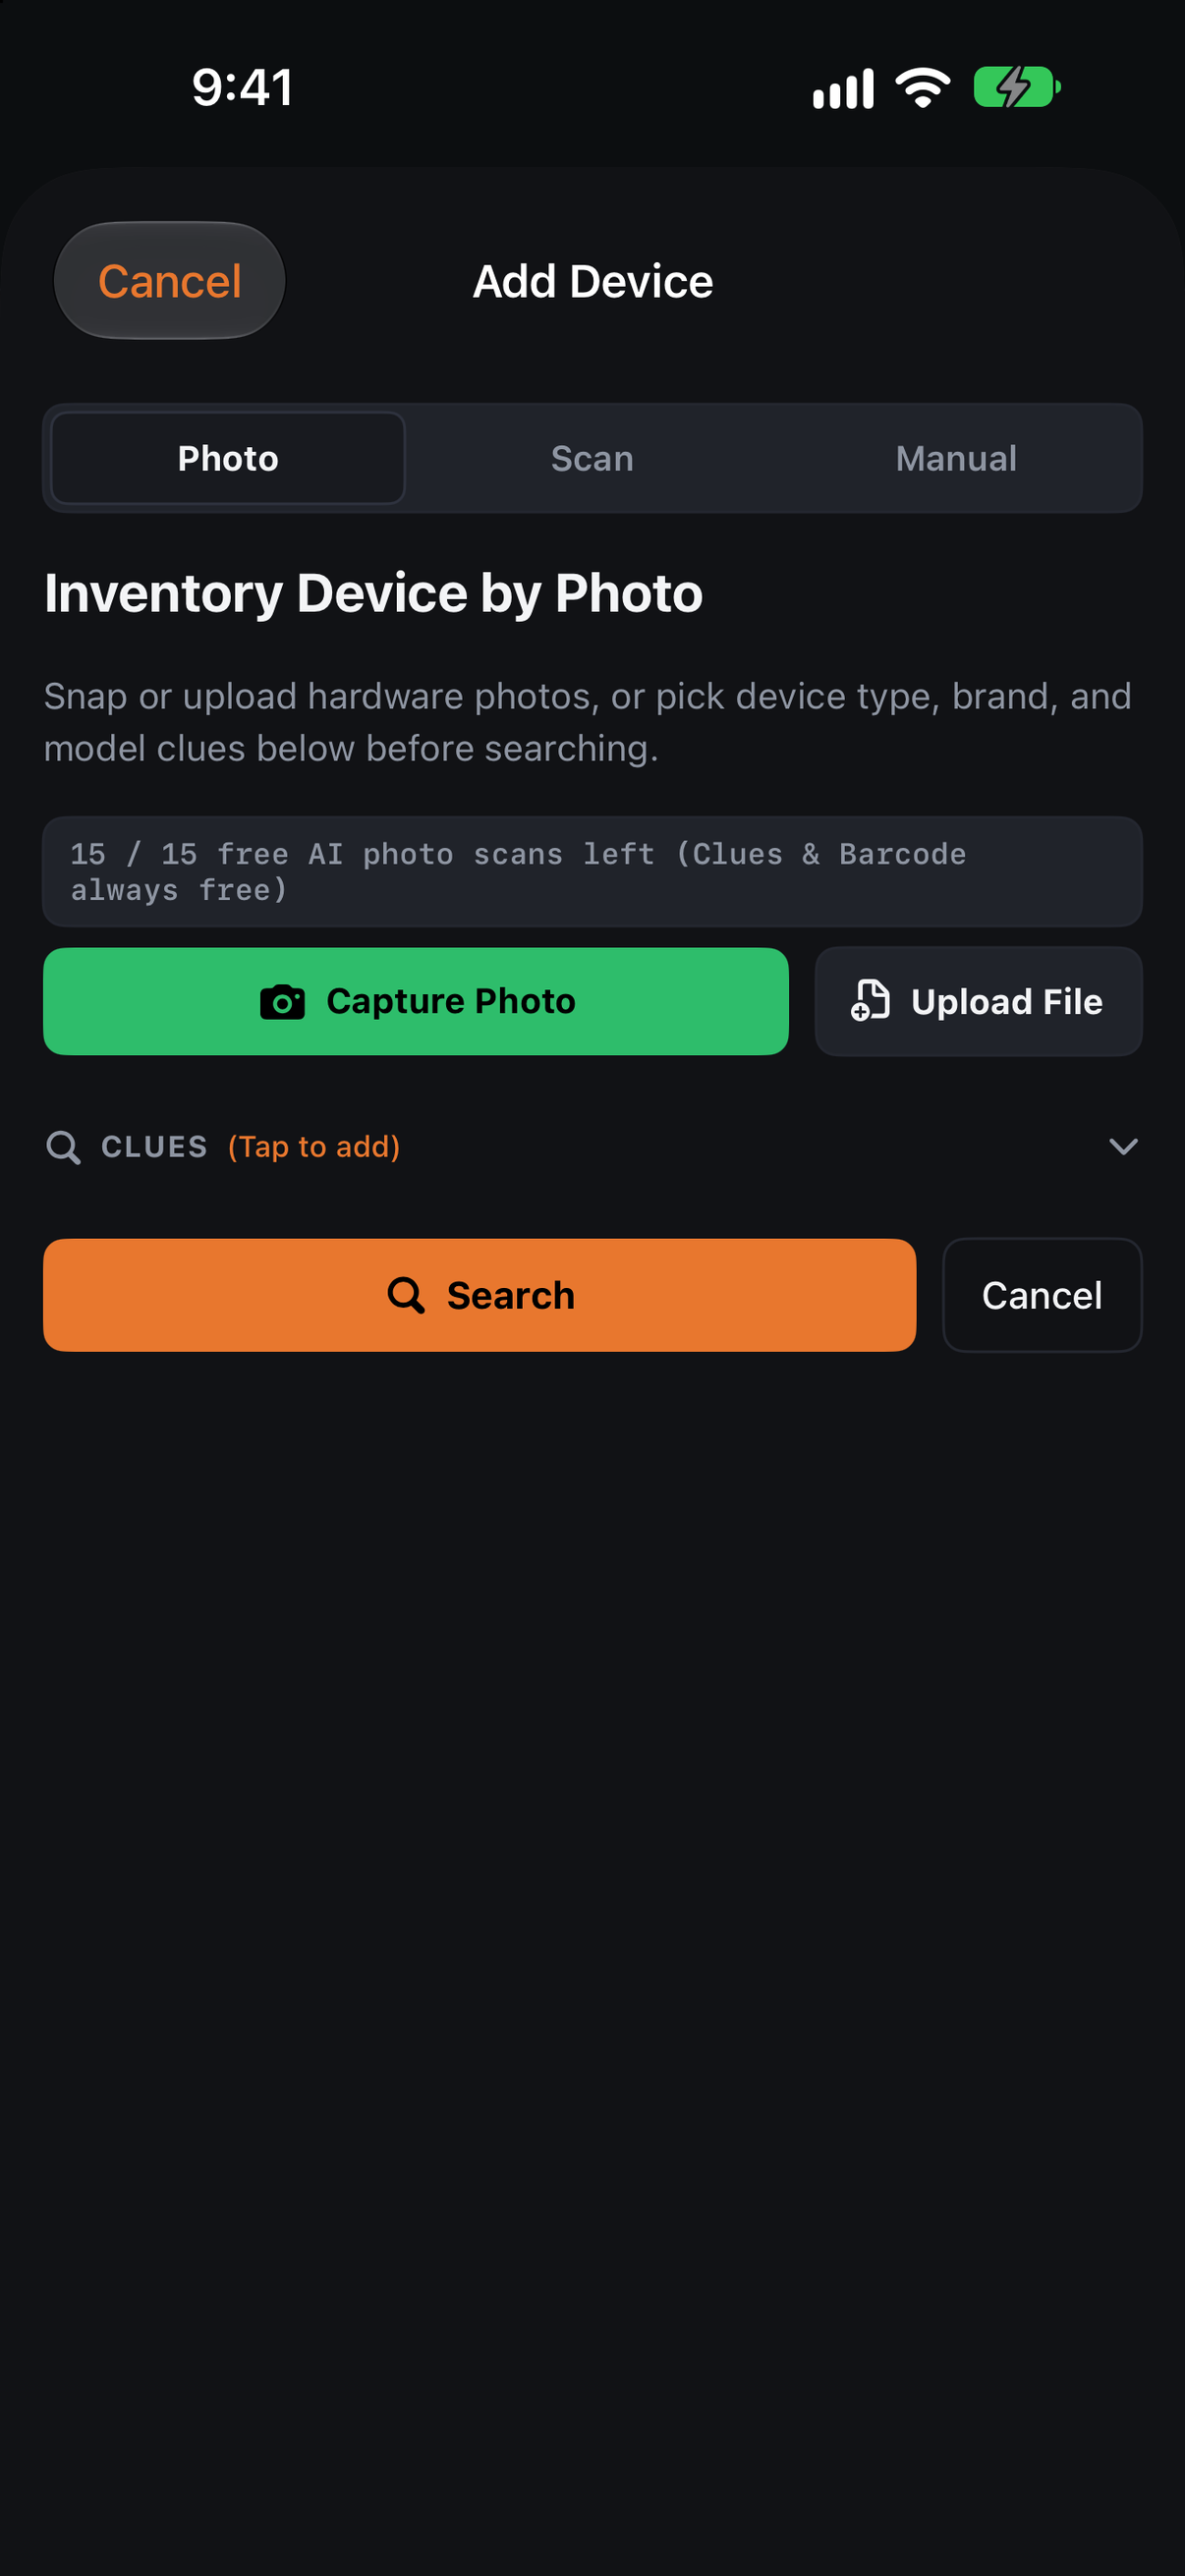 9:41
Cancel
Add Device
Photo
Scan
Manual
Inventory Device by Photo
Snap or upload hardware photos, or pick device type, brand, and
model clues below before searching.
15 / 15 free AI photo scans left (Clues & Barcode
always free)
Capture Photo
Upload File
CLUES (Tap to add)
Search
Cancel